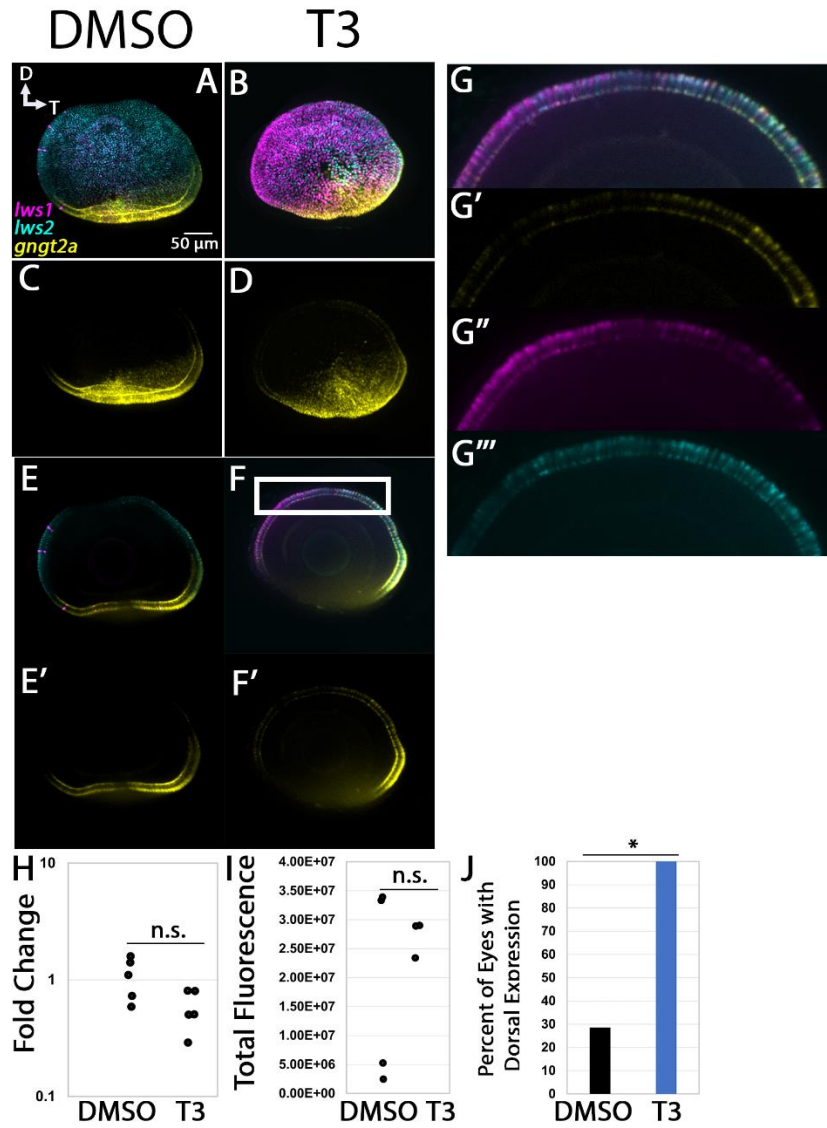 DMSO T3
D
T
A
B
lws1
lws2
gngt2a
50 µm
C
D
E
F
E'
F'
G
G'
G"
G'"
H
Fold Change
10
1
0.1
n.s.
DMSO T3
I
Total Fluorescence
4.00E+07
3.50E+07
3.00E+07
2.50E+07
2.00E+07
1.50E+07
1.00E+07
5.00E+06
0.00E+00
n.s.
DMSO T3
J
Percent of Eyes with
Dorsal Expression
100
90
80
70
60
50
40
30
20
10
0
*
DMSO T3